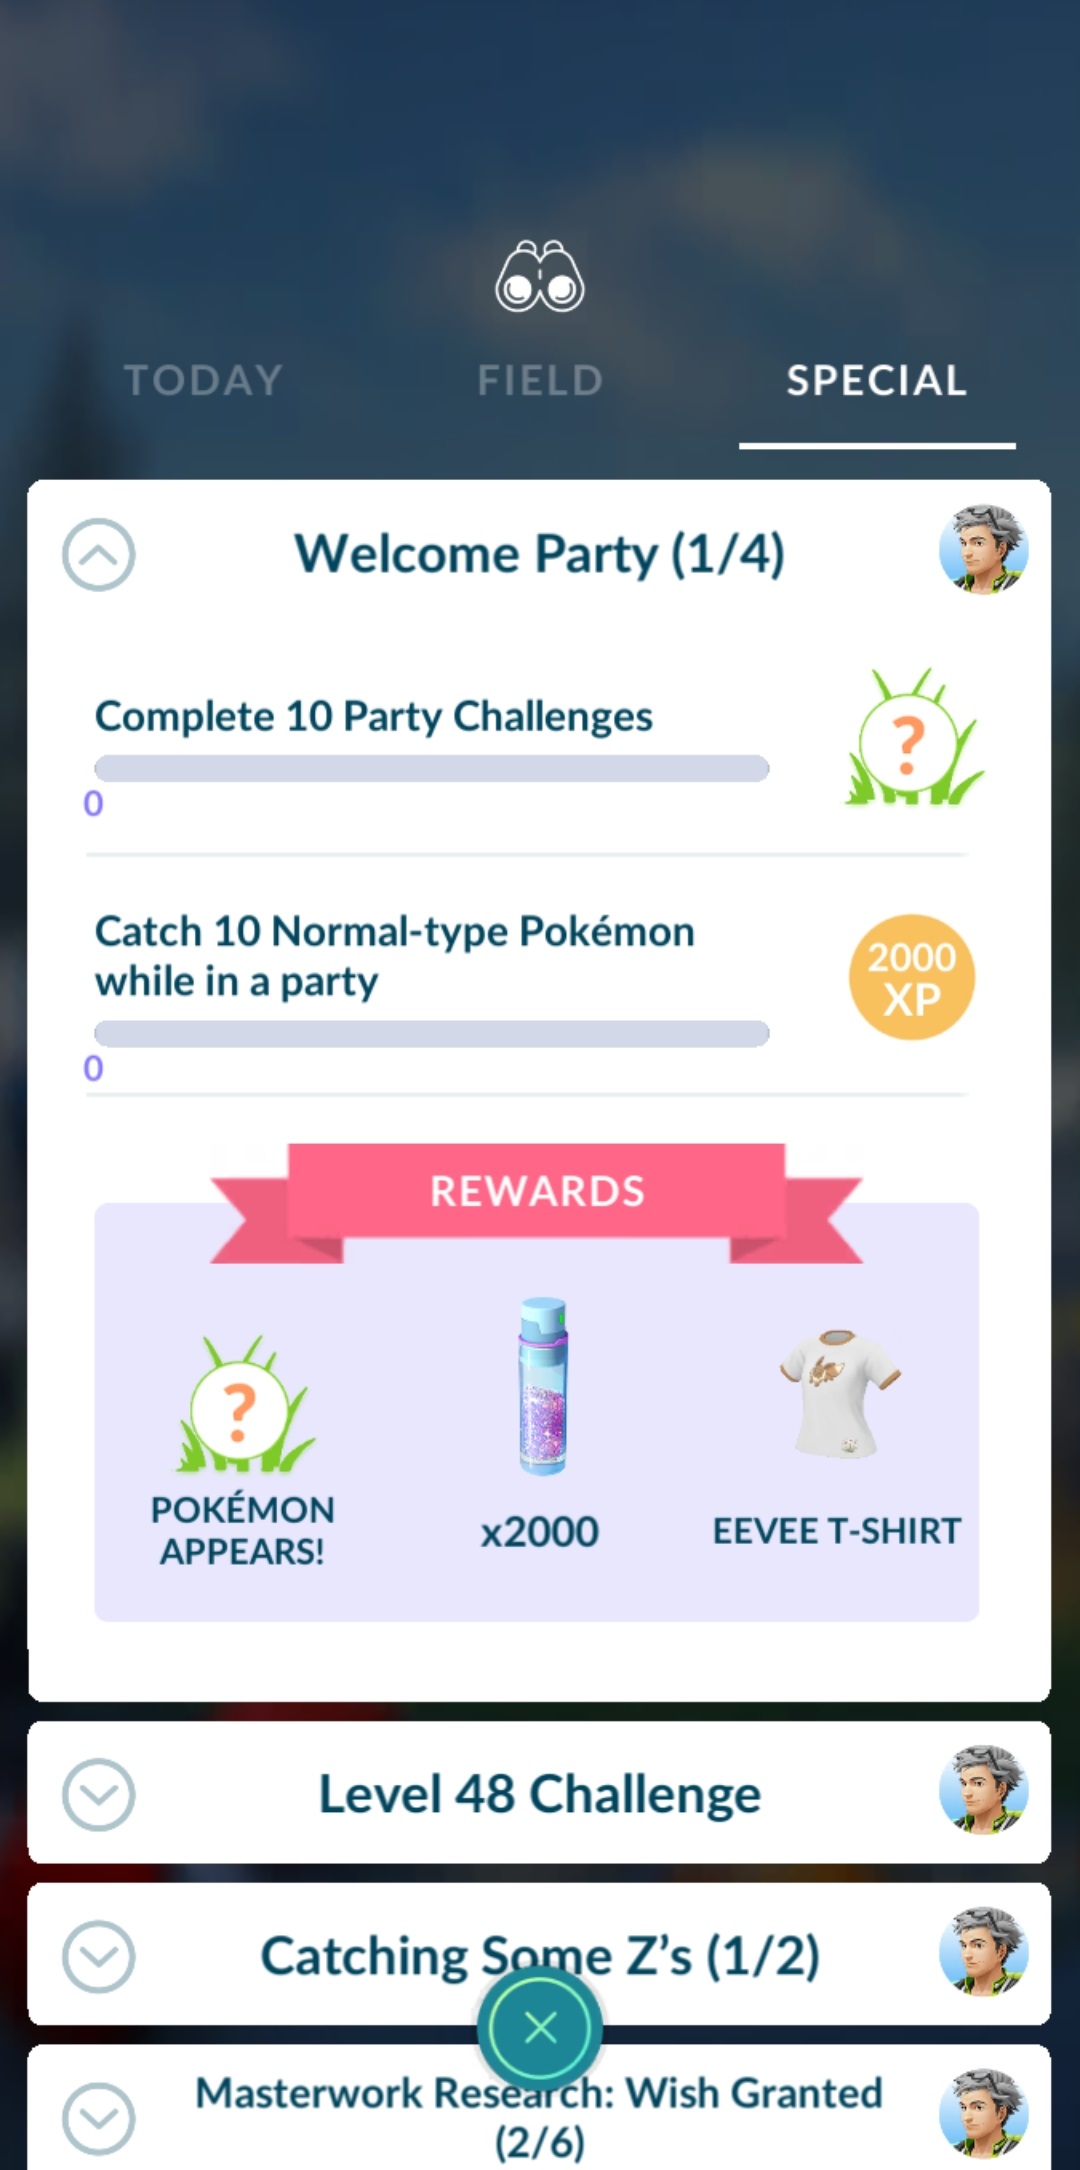 TODAY
FIELD
SPECIAL
Welcome Party (1/4)
Complete 10 Party Challenges
?
0
Catch 10 Normal-type Pokémon
while in a party
2000
XP
0
REWARDS
?
POKÉMON
APPEARS!
x2000
EEVEE T-SHIRT
Level 48 Challenge
Catching Some Z's (1/2)
Masterwork Research: Wish Granted
(2/6)